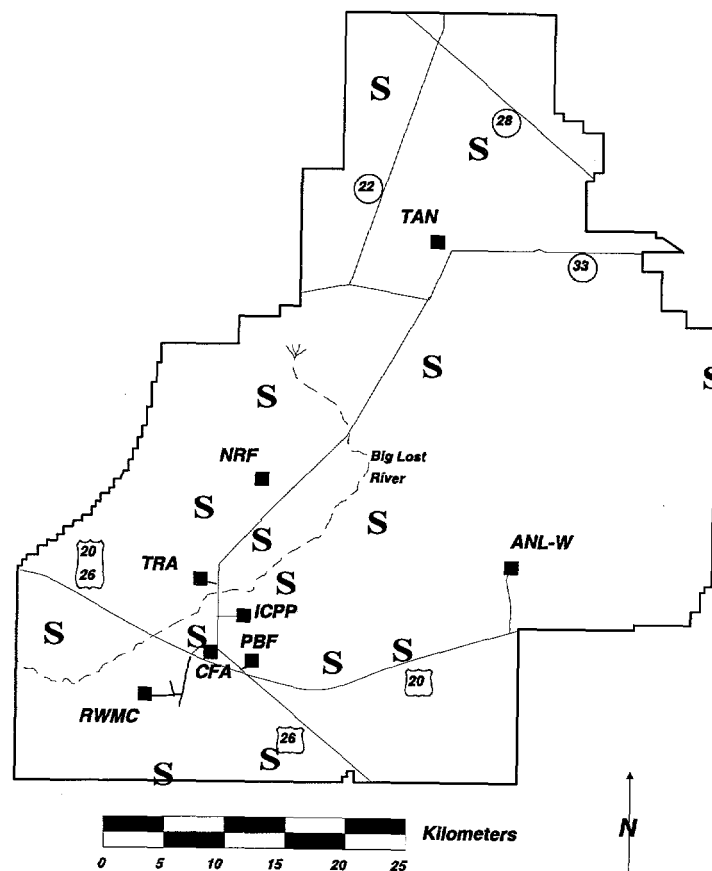 S
28
S
22
TAN
33
S
S
S
Big Lost
River
NRF
S
S
S
20
26
TRA
ANL-W
S
ICPP
S
S
PBF
CFA
S
S
20
RWMC
26
S
S
Kilometers
N
0 5 10 15 20 25